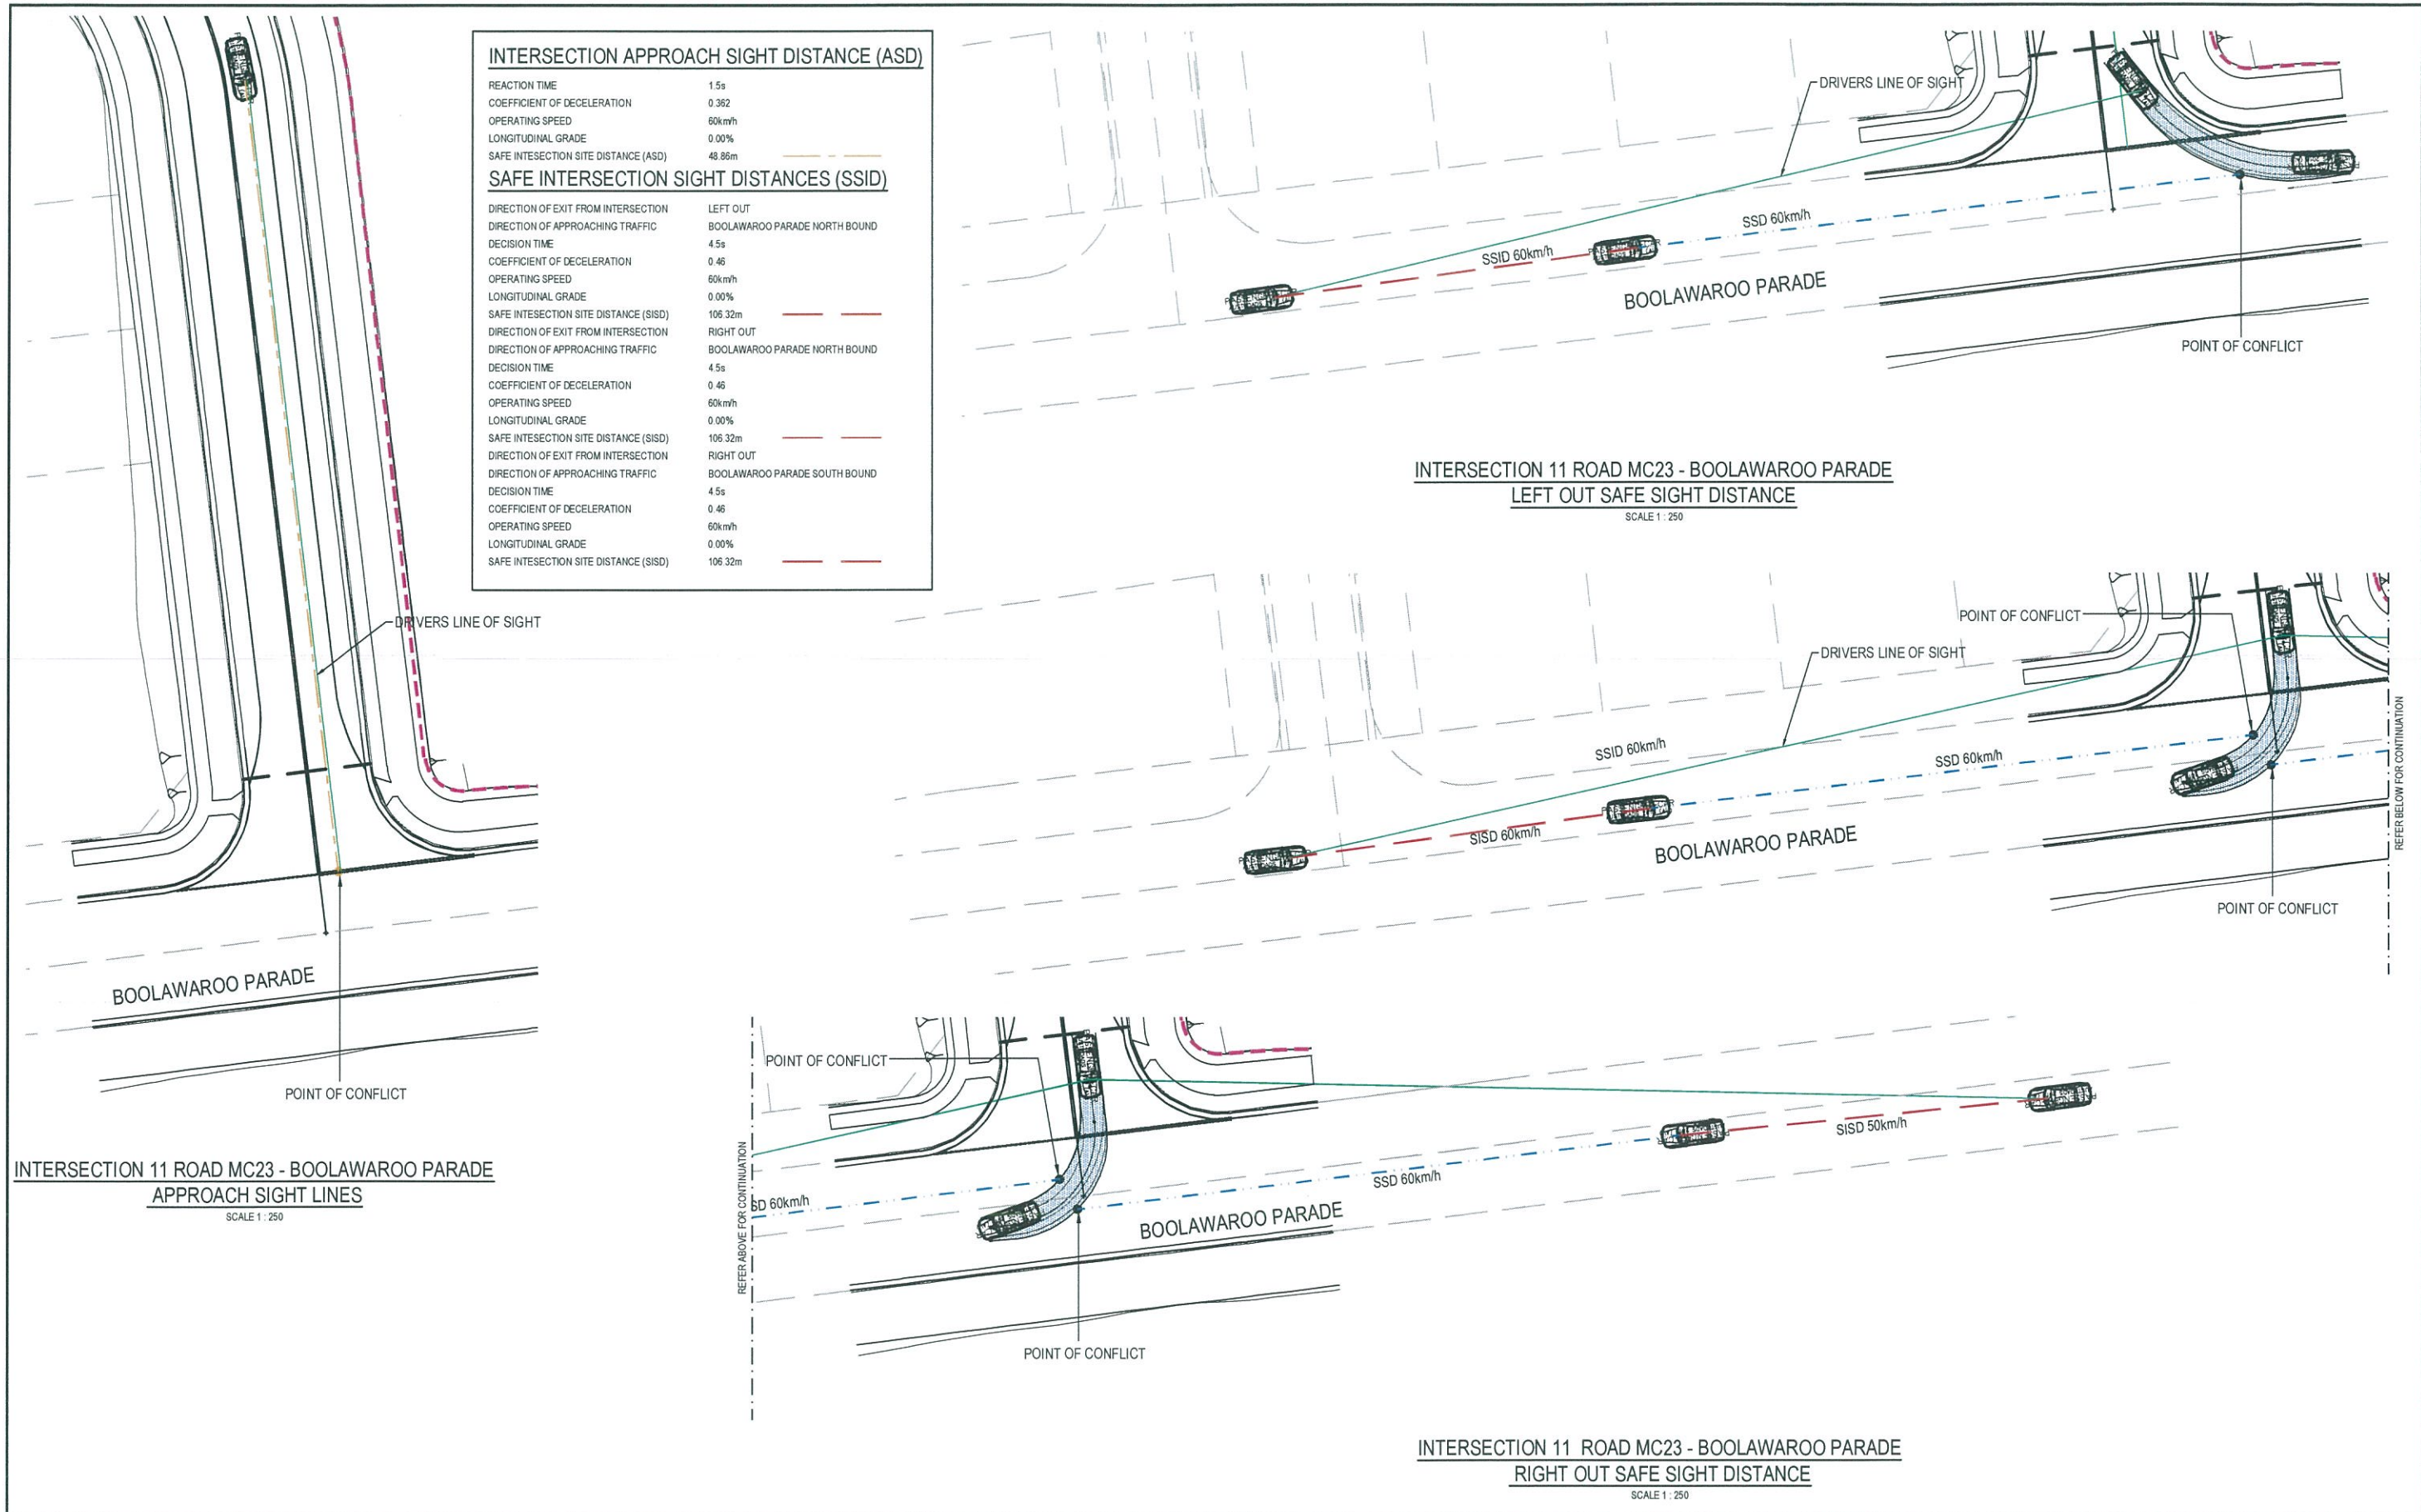 INTERSECTION APPROACH SIGHT DISTANCE (ASD)
REACTION TIME 1.5s
COEFFICIENT OF DECELERATION 0.362
OPERATING SPEED 60km/h
LONGITUDINAL GRADE 0.00%
SAFE INTESECTION SITE DISTANCE (ASD) 48.86m
SAFE INTERSECTION SIGHT DISTANCES (SSID)
DIRECTION OF EXIT FROM INTERSECTION LEFT OUT
DIRECTION OF APPROACHING TRAFFIC BOOLAWAROO PARADE NORTH BOUND
DECISION TIME 4.5s
COEFFICIENT OF DECELERATION 0.46
OPERATING SPEED 60km/h
LONGITUDINAL GRADE 0.00%
SAFE INTESECTION SITE DISTANCE (SISD) 106.32m
DIRECTION OF EXIT FROM INTERSECTION RIGHT OUT
DIRECTION OF APPROACHING TRAFFIC BOOLAWAROO PARADE NORTH BOUND
DECISION TIME 4.5s
COEFFICIENT OF DECELERATION 0.46
OPERATING SPEED 60km/h
LONGITUDINAL GRADE 0.00%
SAFE INTESECTION SITE DISTANCE (SISD) 106.32m
DIRECTION OF EXIT FROM INTERSECTION RIGHT OUT
DIRECTION OF APPROACHING TRAFFIC BOOLAWAROO PARADE SOUTH BOUND
DECISION TIME 4.5s
COEFFICIENT OF DECELERATION 0.46
OPERATING SPEED 60km/h
LONGITUDINAL GRADE 0.00%
SAFE INTESECTION SITE DISTANCE (SISD) 106.32m
DRIVERS LINE OF SIGHT
BOOLAWAROO PARADE
POINT OF CONFLICT
INTERSECTION 11 ROAD MC23 - BOOLAWAROO PARADE
APPROACH SIGHT LINES
SCALE 1 : 250
DRIVERS LINE OF SIGHT
SSD 60km/h
SSID 60km/h
BOOLAWAROO PARADE
POINT OF CONFLICT
INTERSECTION 11 ROAD MC23 - BOOLAWAROO PARADE
LEFT OUT SAFE SIGHT DISTANCE
SCALE 1 : 250
POINT OF CONFLICT
DRIVERS LINE OF SIGHT
SSID 60km/h
SSD 60km/h
SISD 60km/h
BOOLAWAROO PARADE
POINT OF CONFLICT
REFER BELOW FOR CONTINUATION
POINT OF CONFLICT
REFER ABOVE FOR CONTINUATION
SD 60km/h
SISD 50km/h
SSD 60km/h
BOOLAWAROO PARADE
POINT OF CONFLICT
INTERSECTION 11 ROAD MC23 - BOOLAWAROO PARADE
RIGHT OUT SAFE SIGHT DISTANCE
SCALE 1 : 250